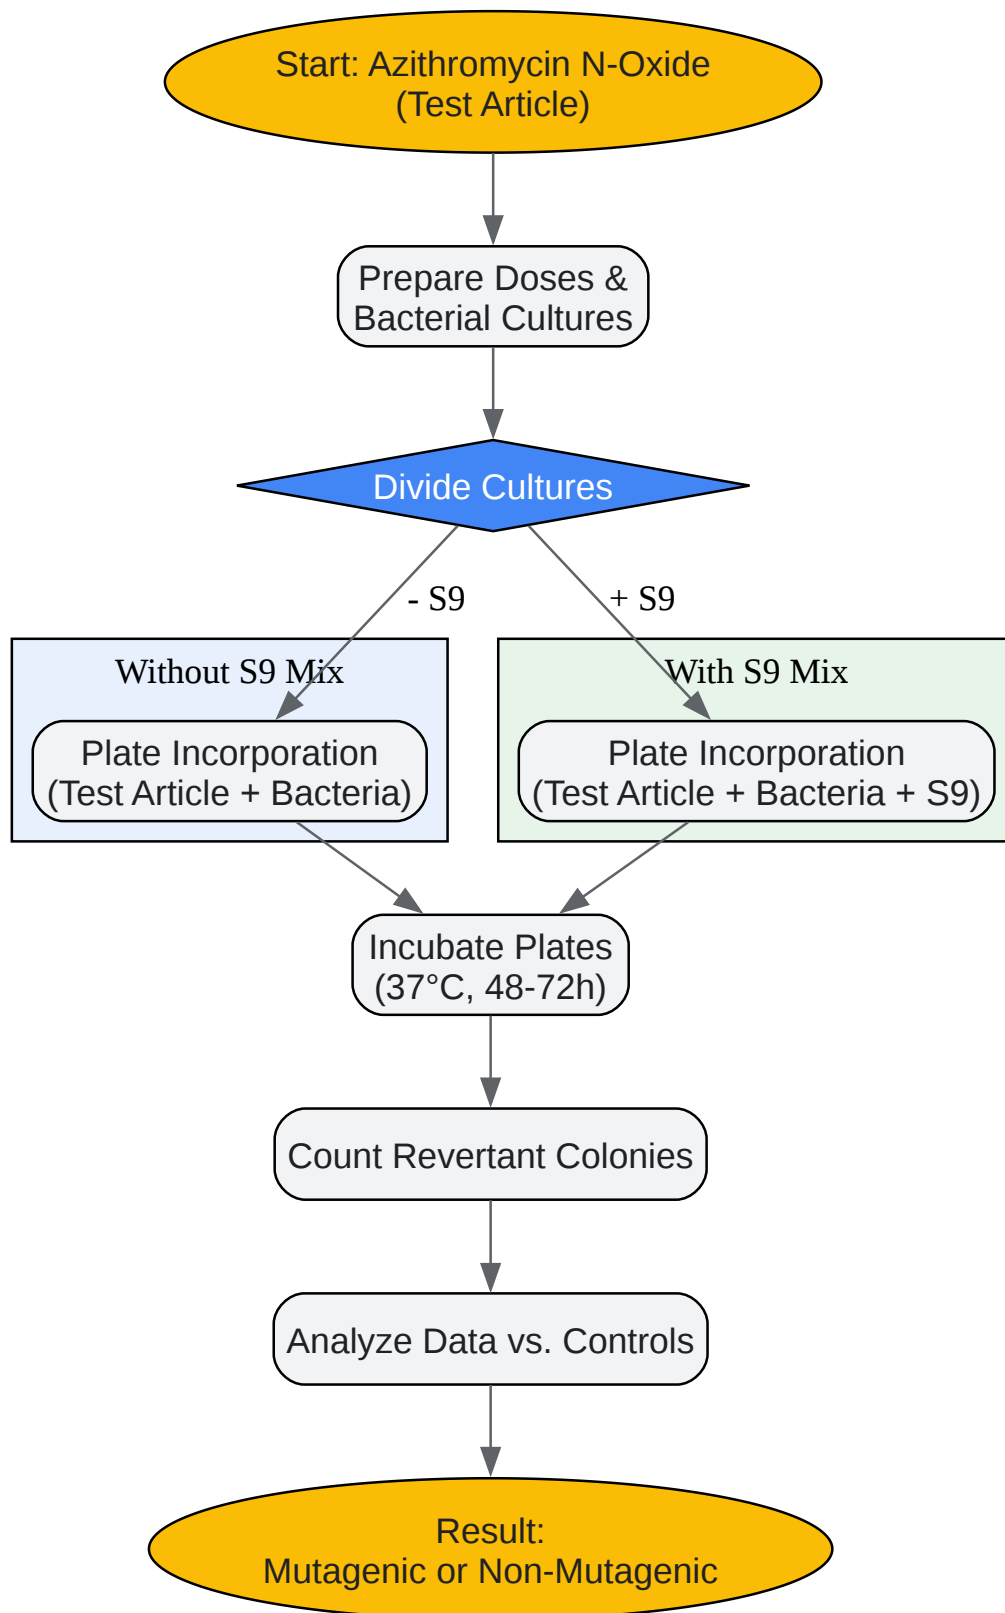 Start: Azithromycin N-Oxide
(Test Article)
Prepare Doses &
Bacterial Cultures
Divide Cultures
- S9
+ S9
Without S9 Mix
With S9 Mix
Plate Incorporation
(Test Article + Bacteria)
Plate Incorporation
(Test Article + Bacteria + S9)
Incubate Plates
(37°C, 48-72h)
Count Revertant Colonies
Analyze Data vs. Controls
Result:
Mutagenic or Non-Mutagenic